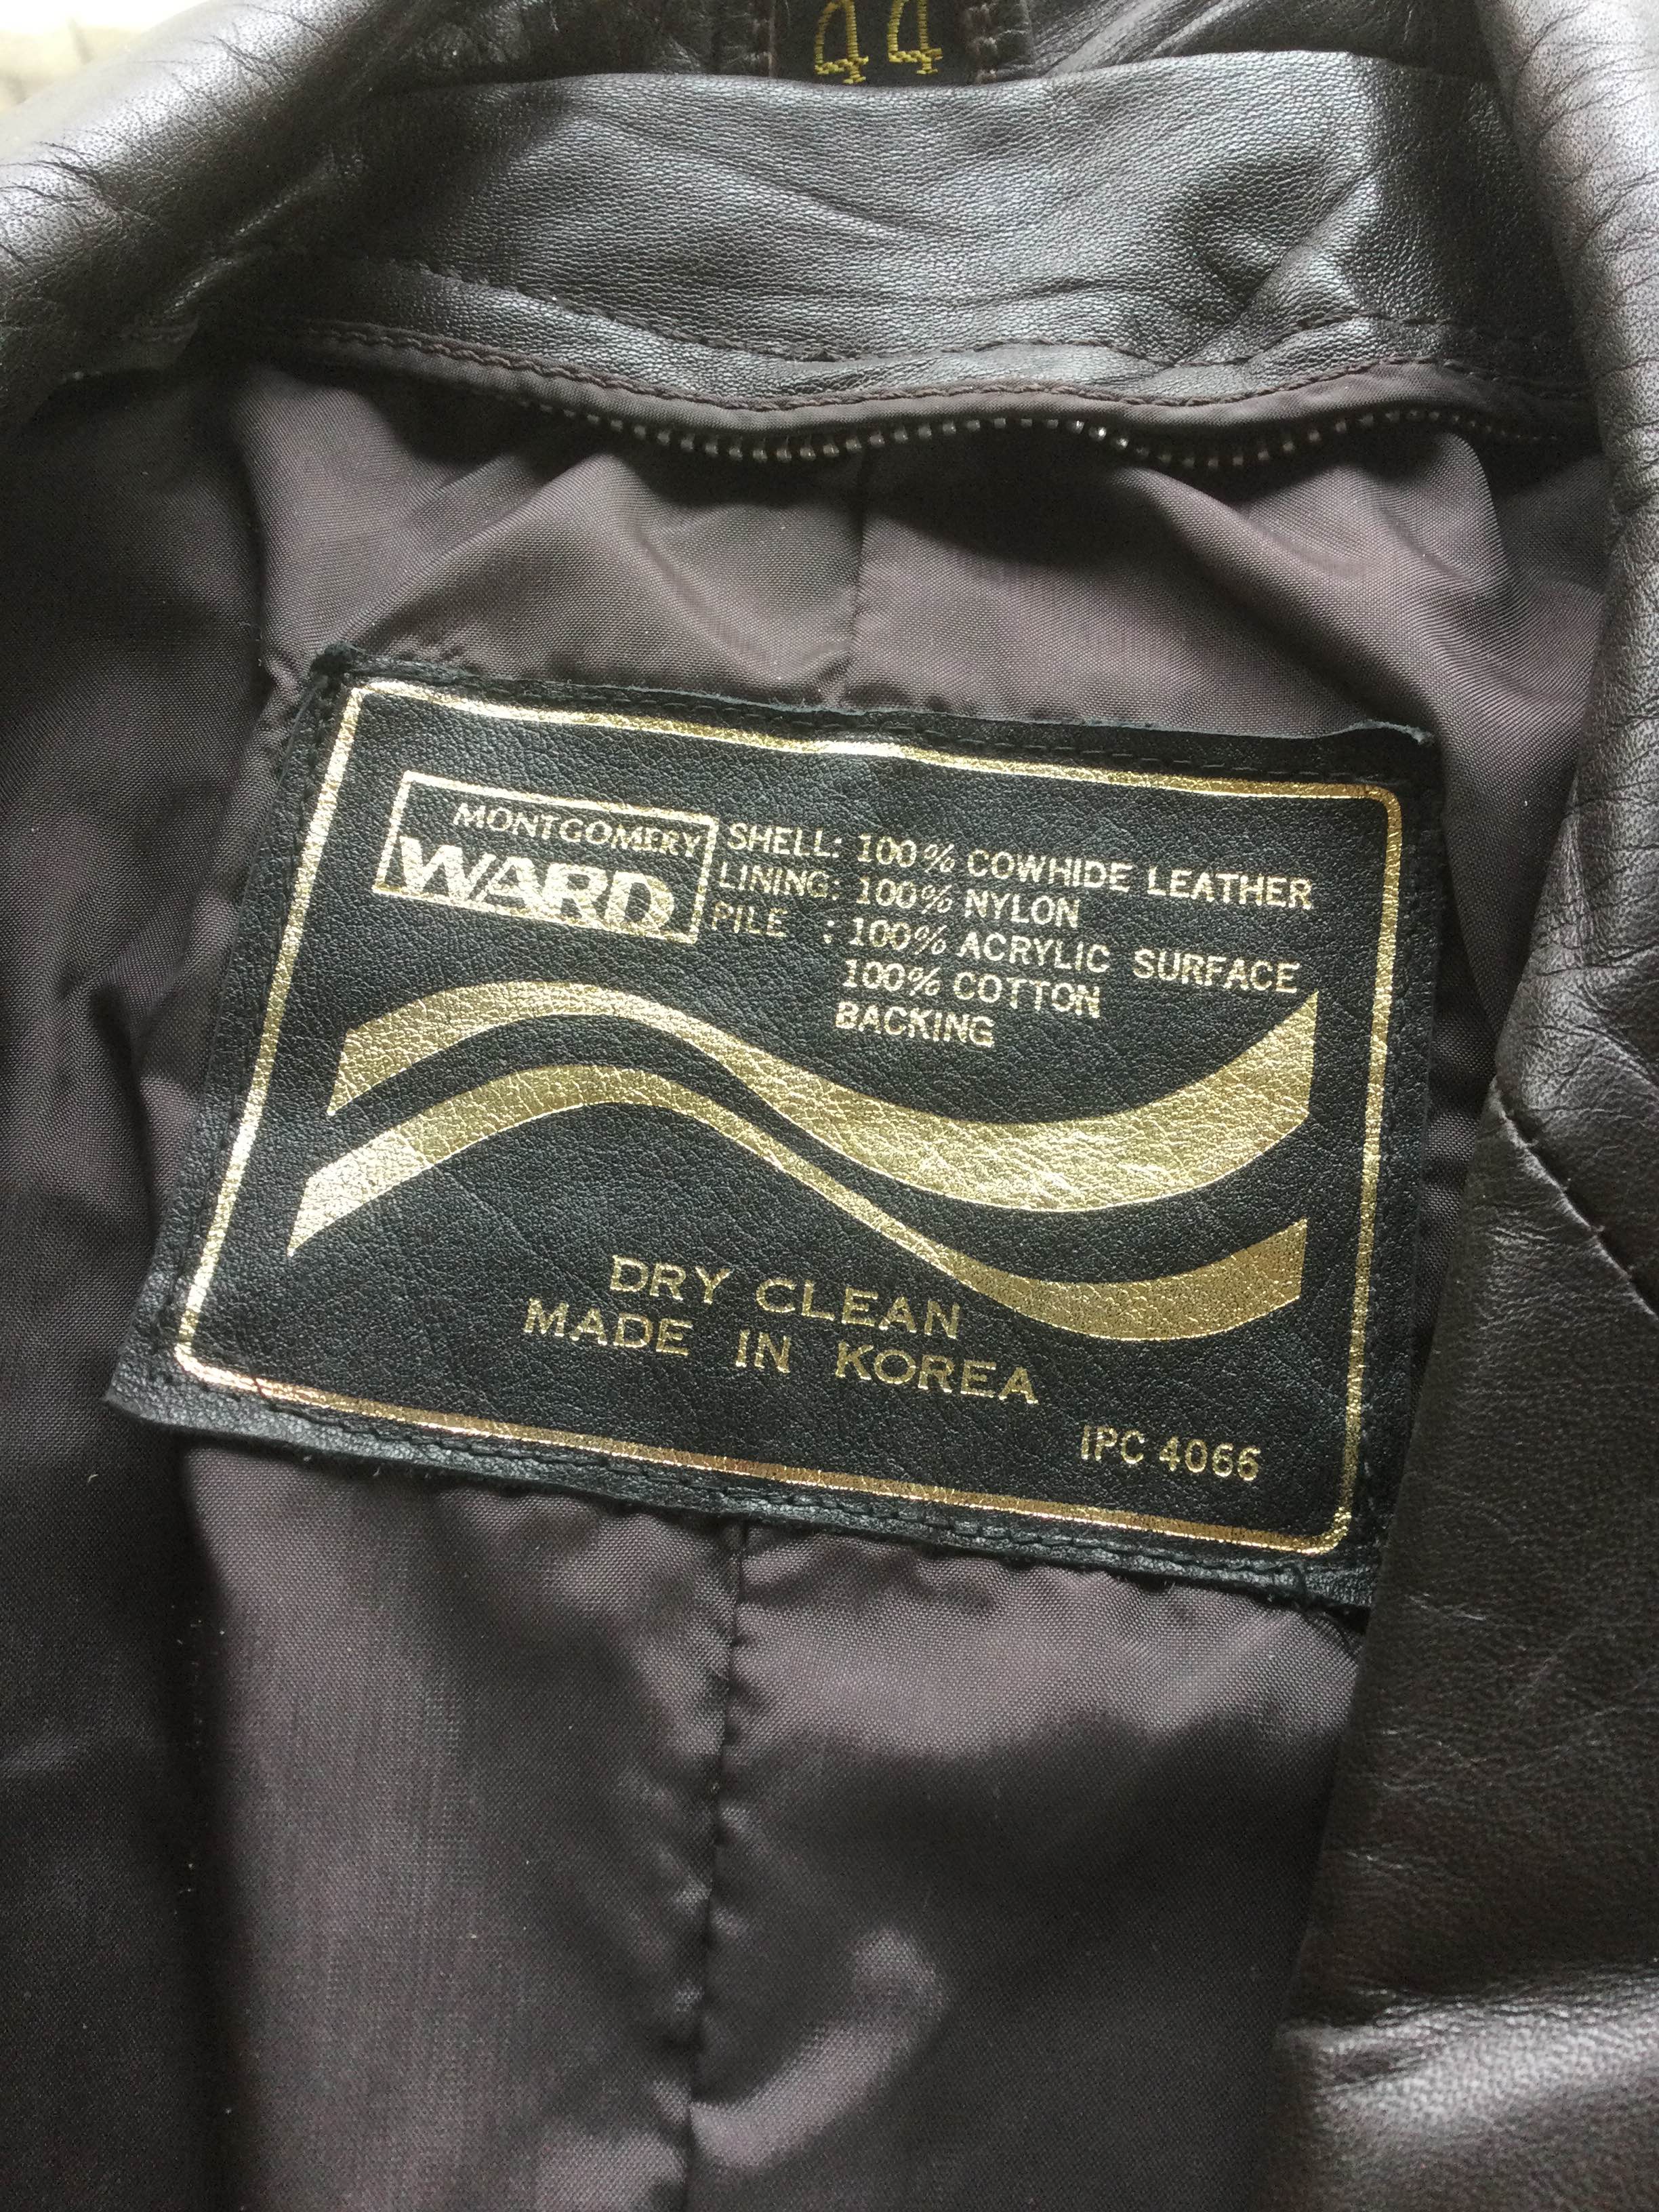 44
MONTGOMERY
WARD
SHELL: 100% COWHIDE LEATHER
LINING: 100% NYLON
PILE : 100% ACRYLIC SURFACE
100% COTTON
BACKING
DRY CLEAN
MADE IN KOREA
IPC 4066